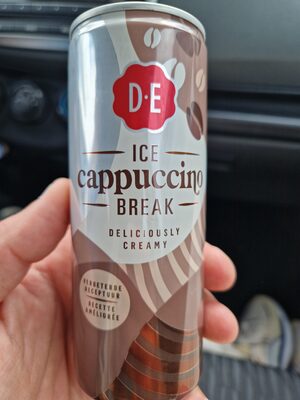 D·E
ICE
cappuccino
BREAK
DELICIOUSLY
CREAMY
VERBETERDE
RECEPTUUR
RECETTE
AMÉLIORÉE